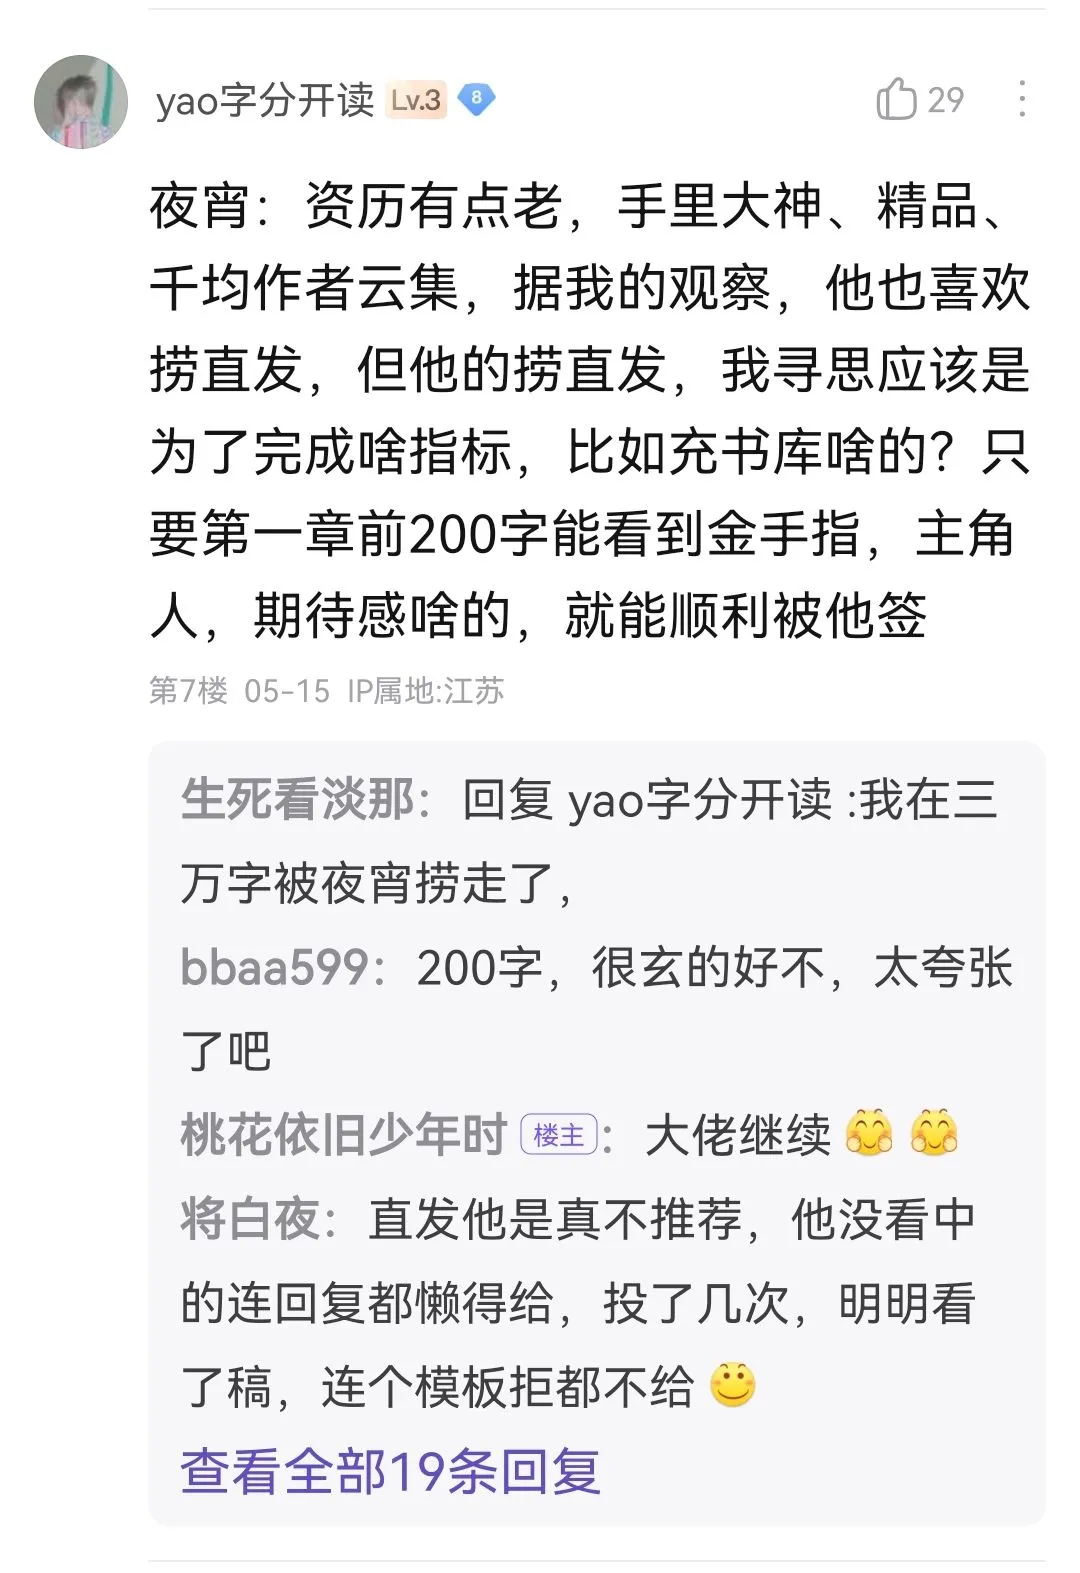 yao字分开读 Lv.3 8 29
夜宵：资历有点老，手里大神、精品、
千均作者云集，据我的观察，他也喜欢
捞直发，但他的捞直发，我寻思应该是
为了完成啥指标，比如充书库啥的？只
要第一章前200字能看到金手指，主角
人，期待感啥的，就能顺利被他签
第7楼 05-15 IP属地:江苏
生死看淡那：回复 yao字分开读 :我在三
万字被夜宵捞走了，
bbaa599：200字，很玄的好不，太夸张
了吧
桃花依旧少年时 楼主：大佬继续🤗 🤗
将白夜：直发他是真不推荐，他没看中
的连回复都懒得给，投了几次，明明看
了稿，连个模板拒都不给🙂
查看全部19条回复